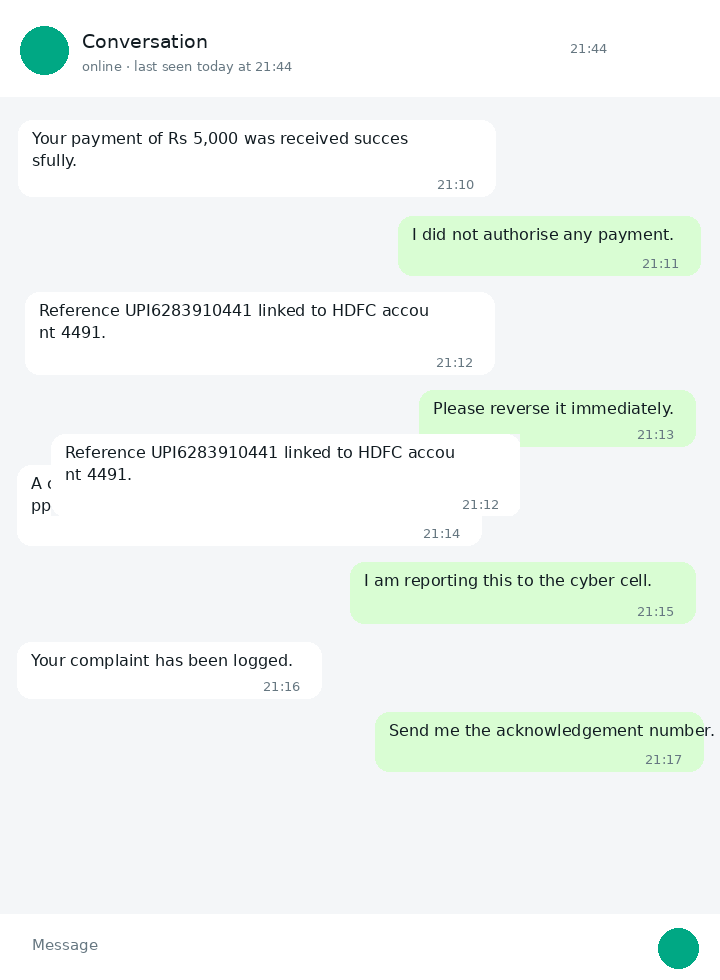 Conversation
21:44
online · last seen today at 21:44
Your payment of Rs 5,000 was received succes
sfully.
21:10
I did not authorise any payment.
21:11
Reference UPI6283910441 linked to HDFC accou
nt 4491.
21:12
Please reverse it immediately.
21:13
Reference UPI6283910441 linked to HDFC accou
nt 4491.
21:12
A
21:14
I am reporting this to the cyber cell.
21:15
Your complaint has been logged.
21:16
Send me the acknowledgement number.
21:17
Message